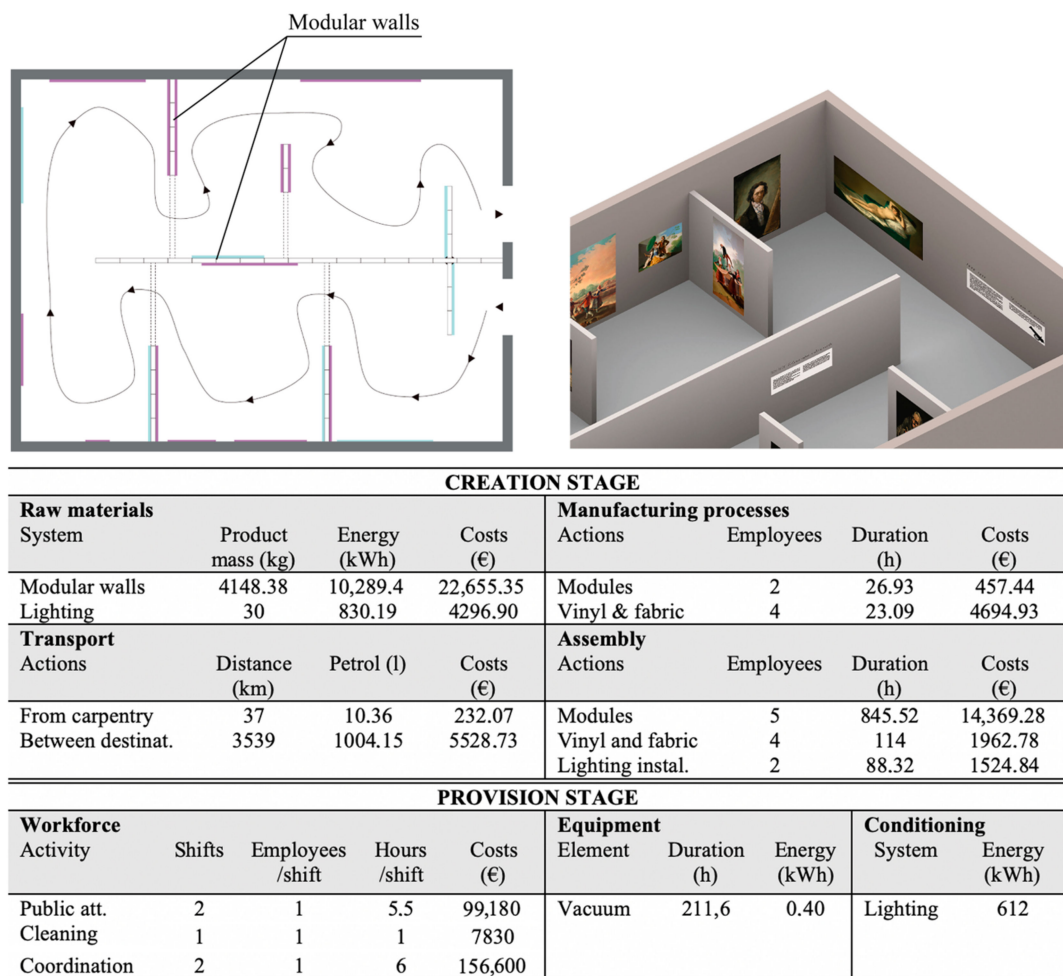 Modular walls
CREATION STAGE
Raw materials
System Product mass (kg) Energy (kWh) Costs (€)
Modular walls 4148.38 10,289.4 22,655.35
Lighting 30 830.19 4296.90
Manufacturing processes
Actions Employees Duration (h) Costs (€)
Modules 2 26.93 457.44
Vinyl & fabric 4 23.09 4694.93
Transport
Actions Distance (km) Petrol (l) Costs (€)
From carpentry 37 10.36 232.07
Between destinat. 3539 1004.15 5528.73
Assembly
Actions Employees Duration (h) Costs (€)
Modules 5 845.52 14,369.28
Vinyl and fabric 4 114 1962.78
Lighting instal. 2 88.32 1524.84
PROVISION STAGE
Workforce
Activity Shifts Employees /shift Hours /shift Costs (€)
Public att. 2 1 5.5 99,180
Cleaning 1 1 1 7830
Coordination 2 1 6 156,600
Equipment
Element Duration (h) Energy (kWh)
Vacuum 211,6 0.40
Conditioning
System Energy (kWh)
Lighting 612